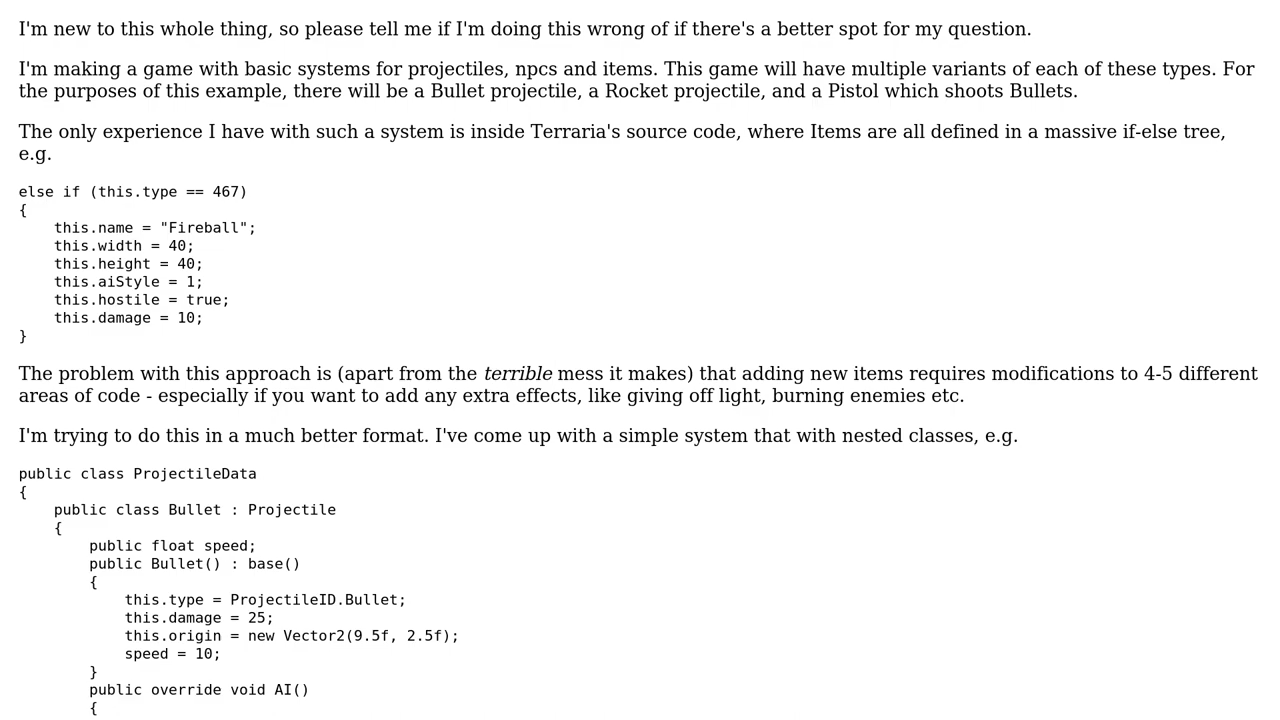 I'm new to this whole thing, so please tell me if I'm doing this wrong of if there's a better spot for my question.
I'm making a game with basic systems for projectiles, npcs and items. This game will have multiple variants of each of these types. For
the purposes of this example, there will be a Bullet projectile, a Rocket projectile, and a Pistol which shoots Bullets.
The only experience I have with such a system is inside Terraria's source code, where Items are all defined in a massive if-else tree,
e.g.
else if (this.type == 467)
{
    this.name = "Fireball";
    this.width = 40;
    this.height = 40;
    this.aiStyle = 1;
    this.hostile = true;
    this.damage = 10;
}
The problem with this approach is (apart from the terrible mess it makes) that adding new items requires modifications to 4-5 different
areas of code - especially if you want to add any extra effects, like giving off light, burning enemies etc.
I'm trying to do this in a much better format. I've come up with a simple system that with nested classes, e.g.
public class ProjectileData
{
    public class Bullet : Projectile
    {
        public float speed;
        public Bullet() : base()
        {
            this.type = ProjectileID.Bullet;
            this.damage = 25;
            this.origin = new Vector2(9.5f, 2.5f);
            speed = 10;
        }
        public override void AI()
        {